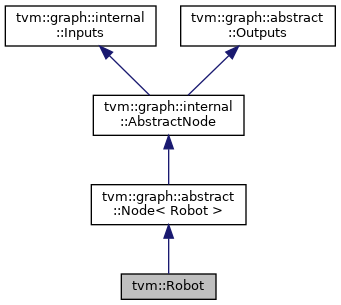 tvm::graph::internal
::Inputs
tvm::graph::abstract
::Outputs
tvm::graph::internal
::AbstractNode
tvm::graph::abstract
::Node< Robot >
tvm::Robot